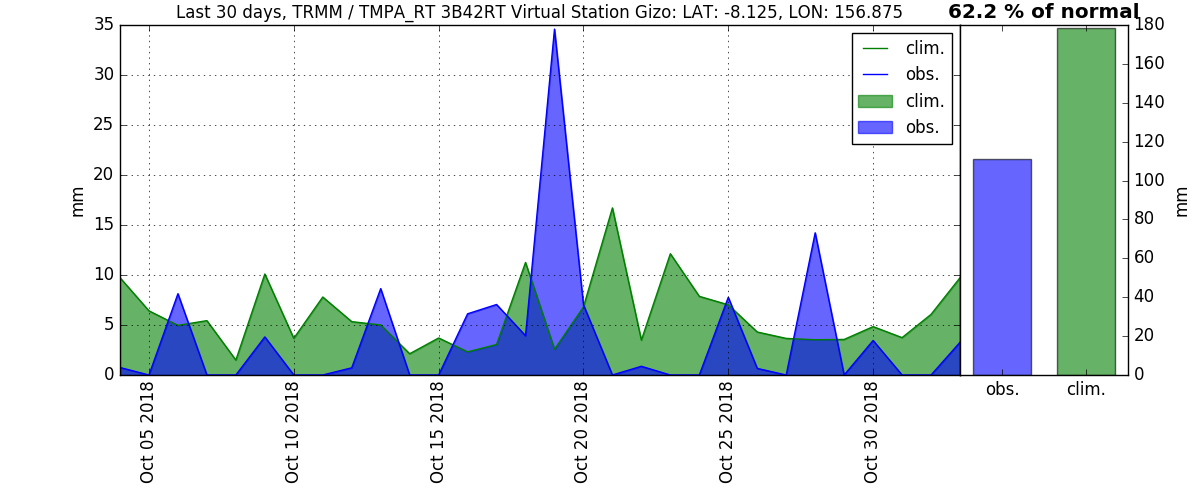 Last 30 days, TRMM / TMPA_RT 3B42RT Virtual Station Gizo: LAT: -8.125, LON: 156.875
62.2 % of normal
35
30
25
20
15
10
5
0
mm
clim.
obs.
clim.
obs.
180
160
140
120
100
80
60
40
20
0
mm
obs.
clim.
Oct 05 2018
Oct 10 2018
Oct 15 2018
Oct 20 2018
Oct 25 2018
Oct 30 2018